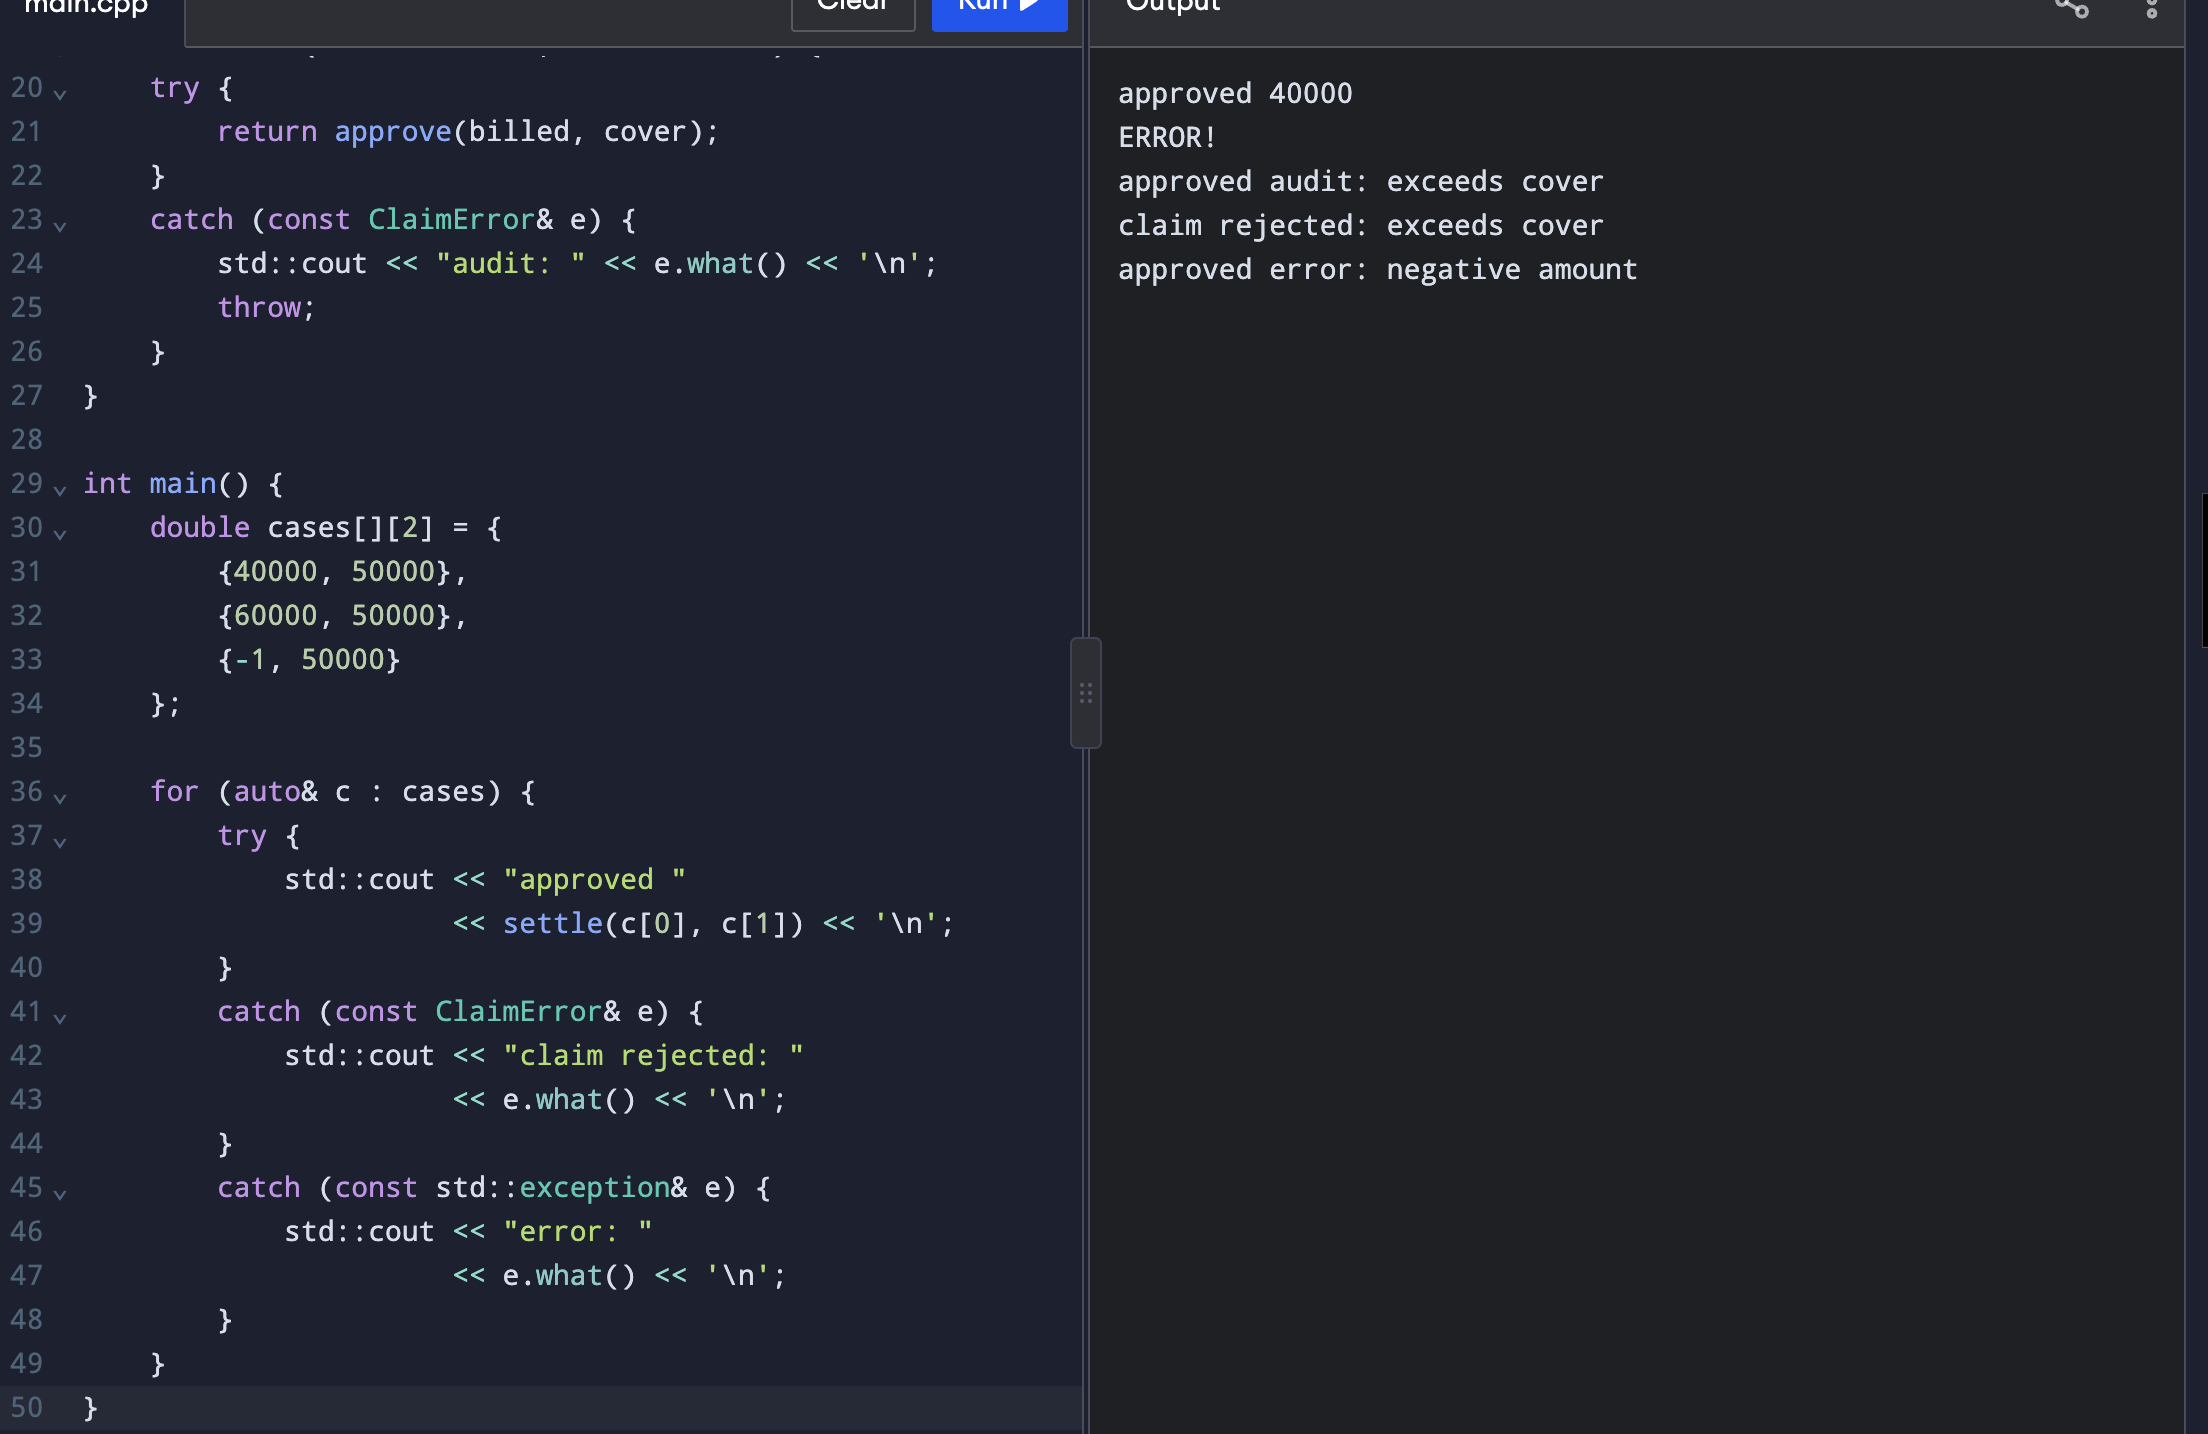 main.cpp
Clear
Run
Output
20 try {
21 return approve(billed, cover);
22 }
23 catch (const ClaimError& e) {
24 std::cout << "audit: " << e.what() << '\n';
25 throw;
26 }
27 }
28
29 int main() {
30 double cases[][2] = {
31 {40000, 50000},
32 {60000, 50000},
33 {-1, 50000}
34 };
35
36 for (auto& c : cases) {
37 try {
38 std::cout << "approved "
39 << settle(c[0], c[1]) << '\n';
40 }
41 catch (const ClaimError& e) {
42 std::cout << "claim rejected: "
43 << e.what() << '\n';
44 }
45 catch (const std::exception& e) {
46 std::cout << "error: "
47 << e.what() << '\n';
48 }
49 }
50 }
approved 40000
ERROR!
approved audit: exceeds cover
claim rejected: exceeds cover
approved error: negative amount